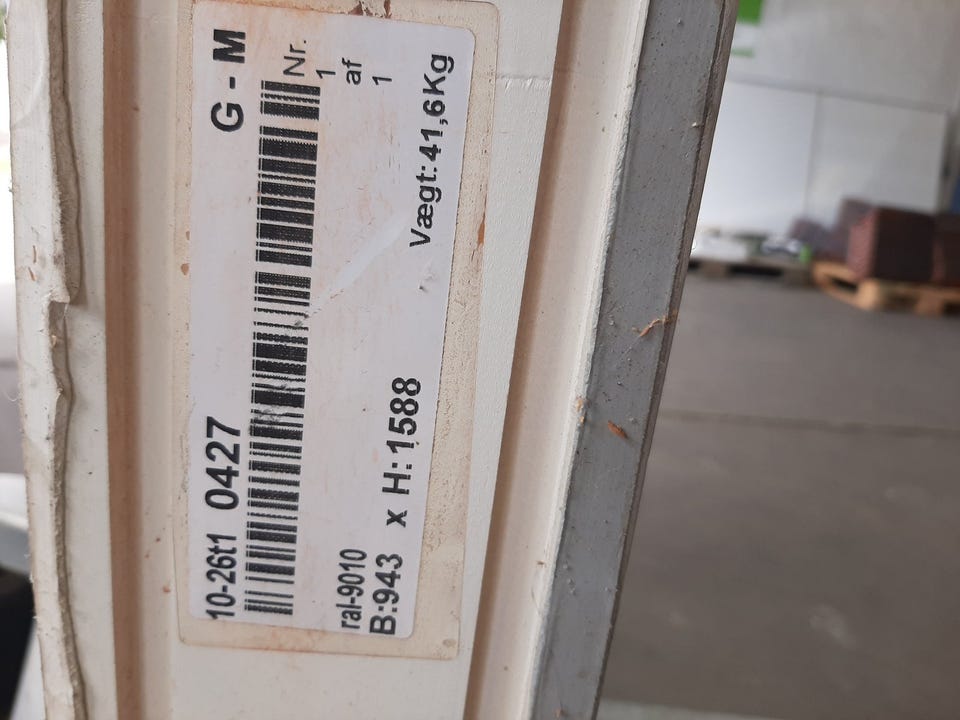 10-26t1 0427 G - M
Nr.
1
af
1
ral-9010
B:943 x H:1588 Vægt:41,6Kg